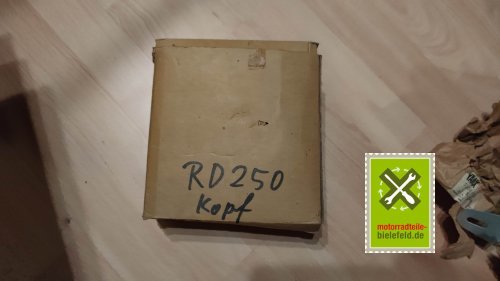 RD250
Kopf
motorradteile-
bielefeld.de